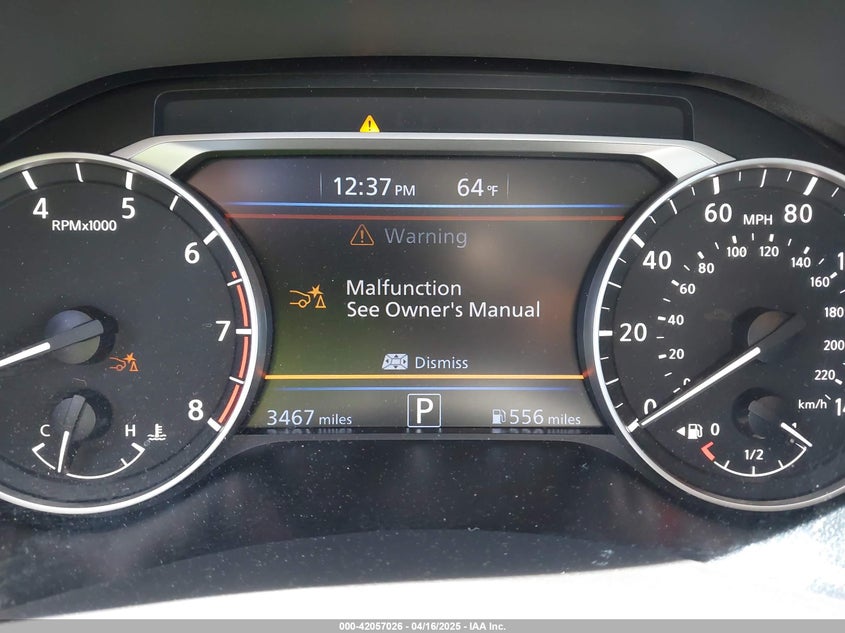 12:37 PM 64°F
Warning
Malfunction
See Owner's Manual
Dismiss
3467 miles P 556 miles
4 5 6 7 8
RPMx1000
C H
0 20 40 60 80
MPH
0 20 40 60 80 100 120 140 160 180 200 220
km/h 14
0 1/2
000-42057026 - 04/16/2025 - IAA Inc.